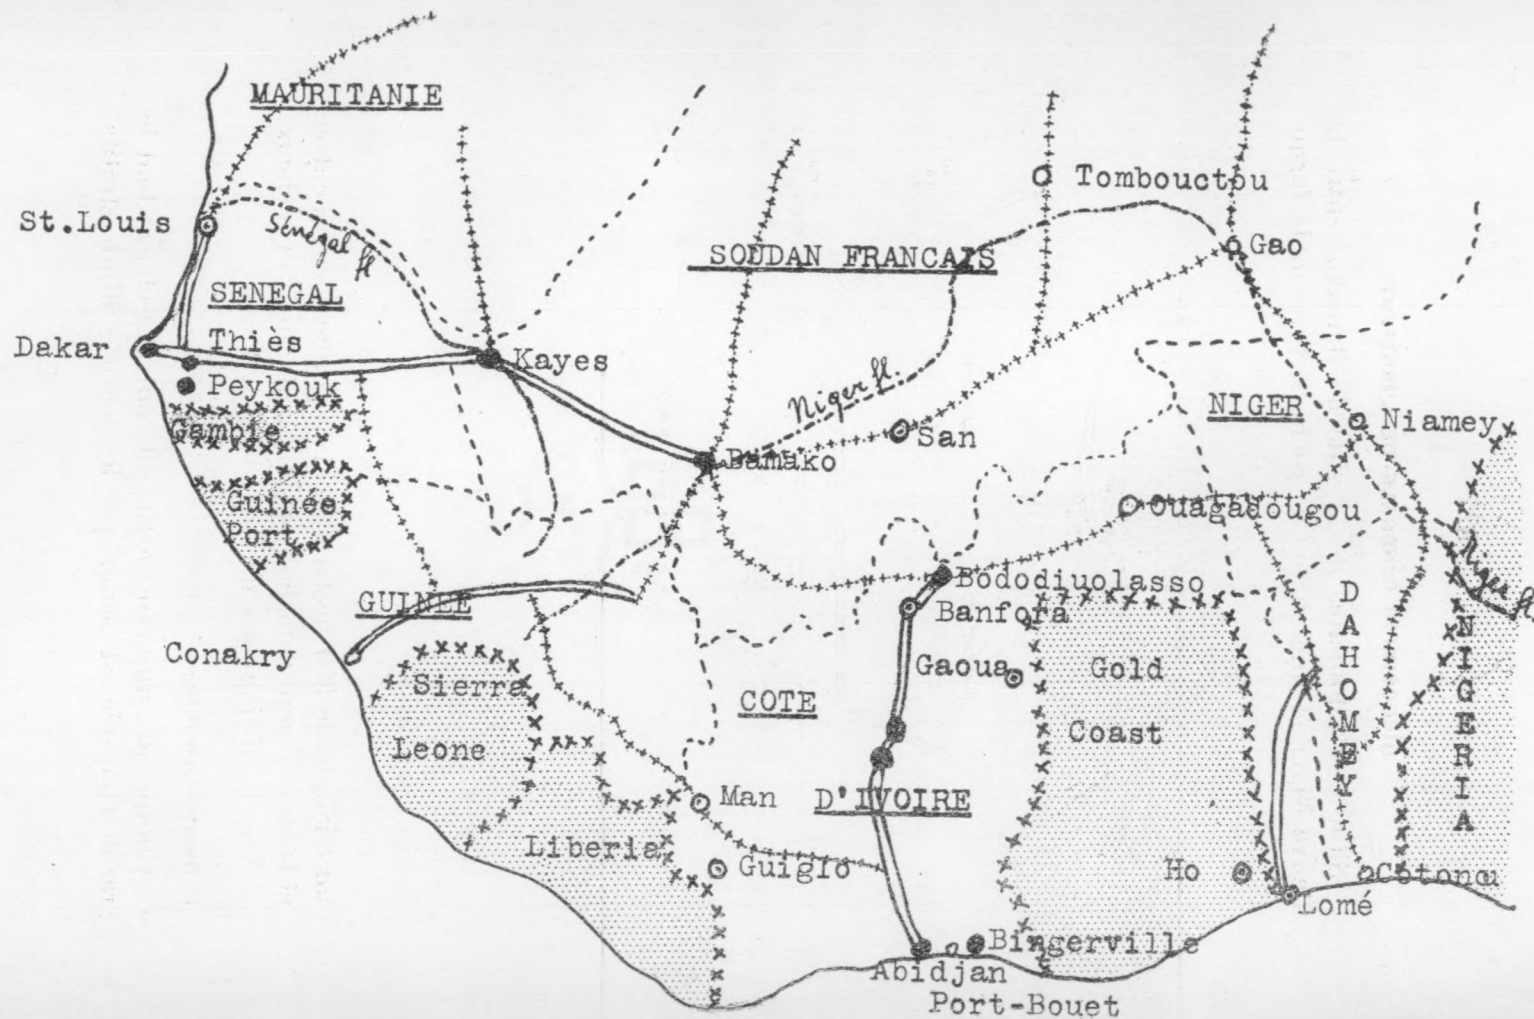 MAURITANIE
Tombouctou
St.Louis
Sénégal fl
SOUDAN FRANCAIS
Gao
SENEGAL
Dakar
Thiès
Kayes
Peykouk
Niger fl.
NIGER
Gambie
San
Niamey
Bamako
Guinée
Port
Ouagadougou
Niger fl
Bododiuolasso
GUINÉE
Banfora
DAHOMEY
NIGERIA
Conakry
Gaoua
Gold
Sierra
COTE
Coast
Leone
Man
D'IVOIRE
Liberia
Guiglo
Ho
Cotonou
Lomé
Bingerville
Abidjan
Port-Bouet